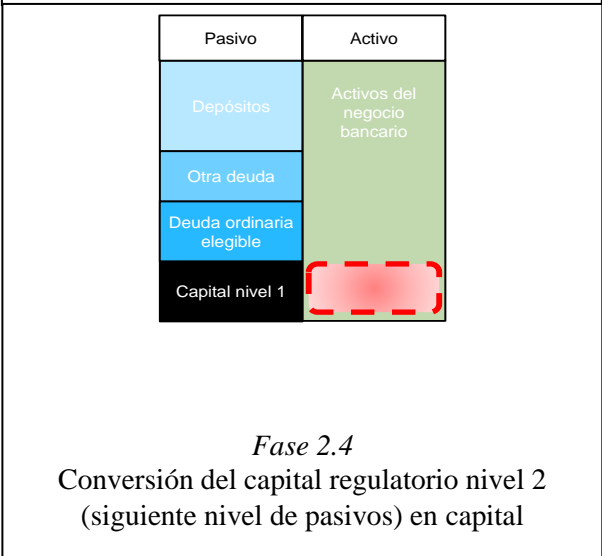 Pasivo
Activo
Depósitos
Activos del
negocio
bancario
Otra deuda
Deuda ordinaria
elegible
Capital nivel 1
Fase 2.4
Conversión del capital regulatorio nivel 2
(siguiente nivel de pasivos) en capital